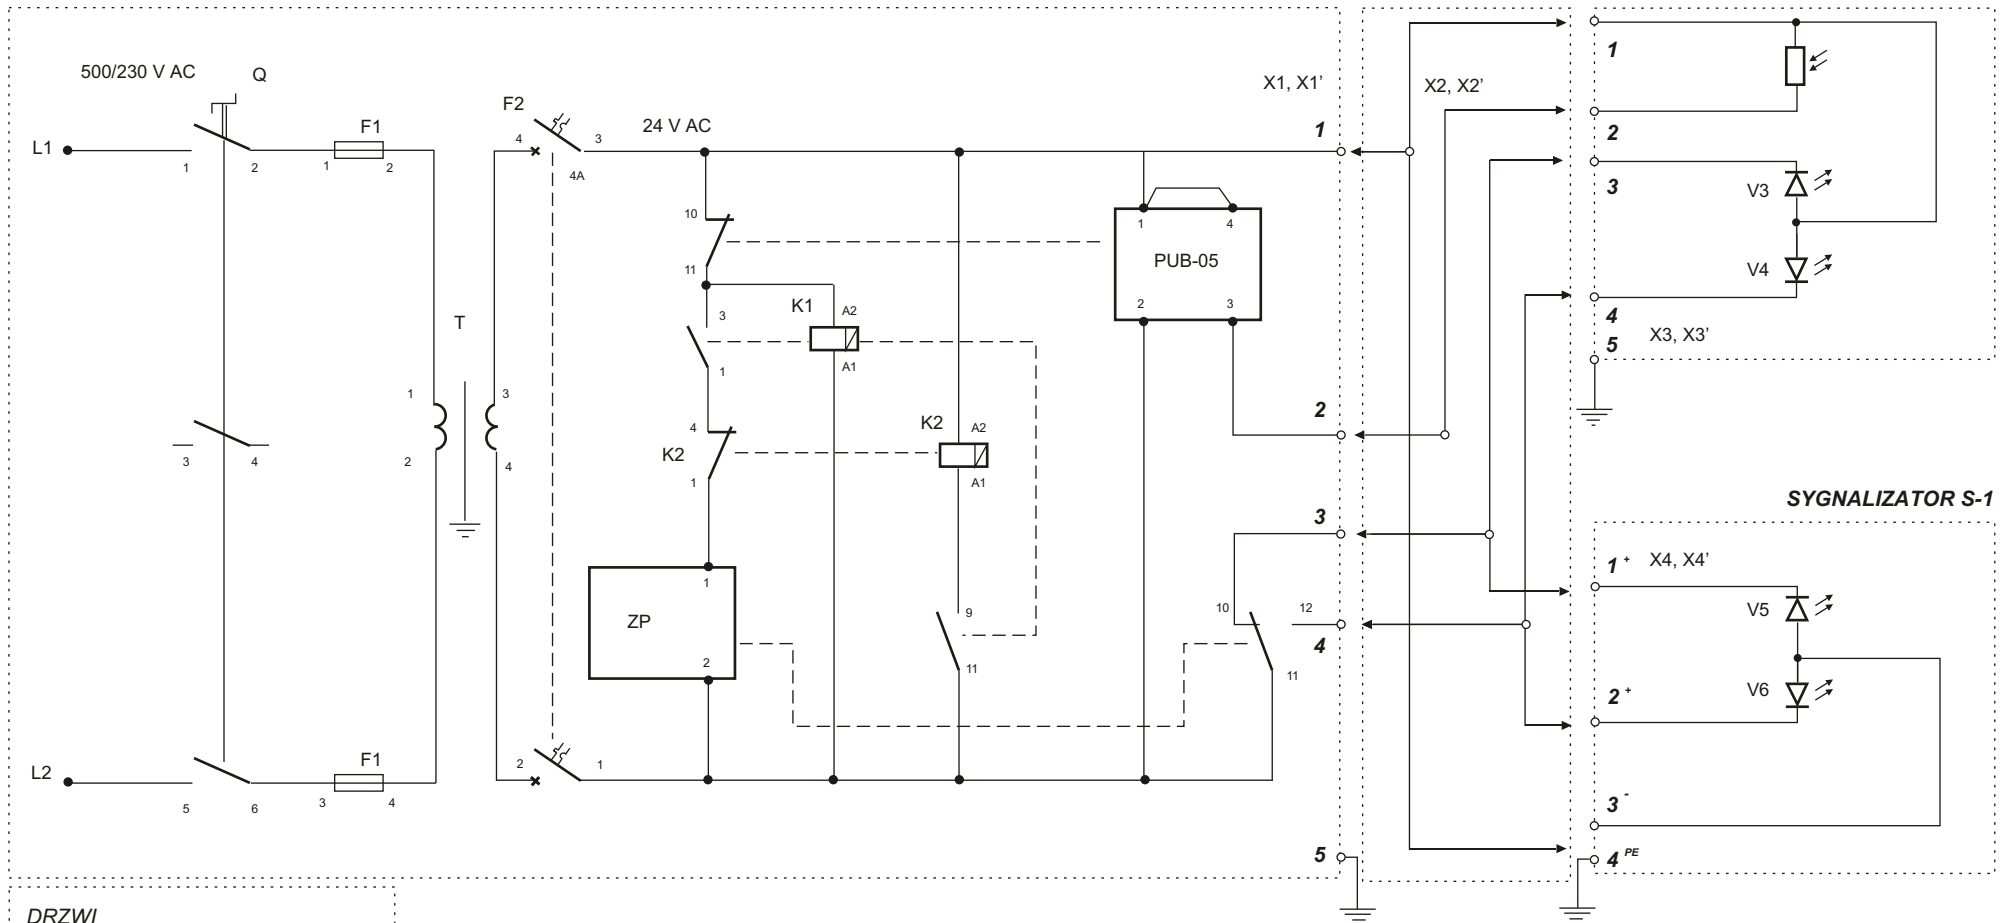 500/230 V AC
Q
L1
1
2
F1
1
2
F2
4
3
4A
24 V AC
X1, X1’
1
X2, X2’
1
2
3
V3
V4
4
5
X3, X3’
10
11
1
4
PUB-05
2
3
K1
A2
A1
3
1
T
1
2
3
4
3
4
K2
4
1
K2
A2
A1
2
3
SYGNALIZATOR S-1
1 +
X4, X4’
V5
V6
2 +
3 -
4 PE
ZP
1
2
9
11
10
12
11
4
L2
5
6
F1
3
4
2
1
5
DRZWI